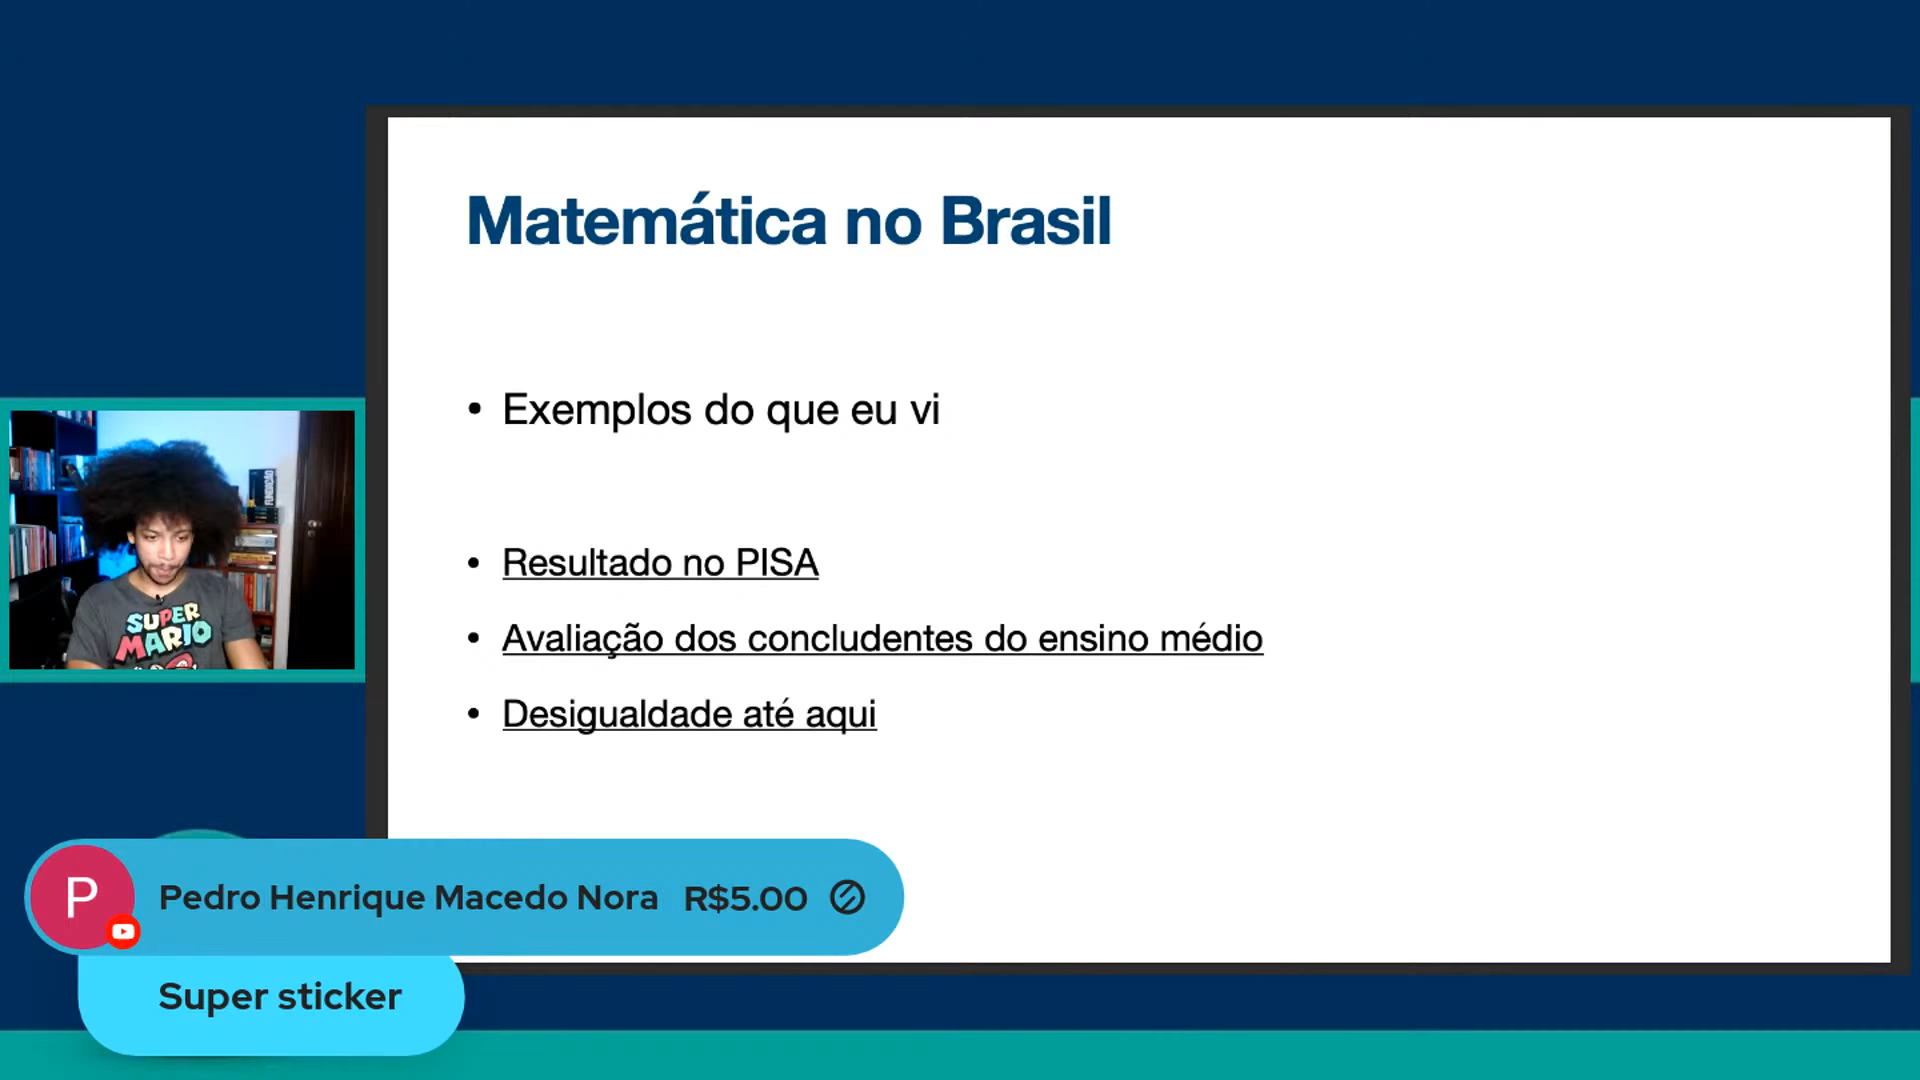 Matemática no Brasil
• Exemplos do que eu vi
• Resultado no PISA
• Avaliação dos concludentes do ensino médio
• Desigualdade até aqui
FUNDAÇÃO
SUPER
MARIO
P
Pedro Henrique Macedo Nora R$5.00
Super sticker